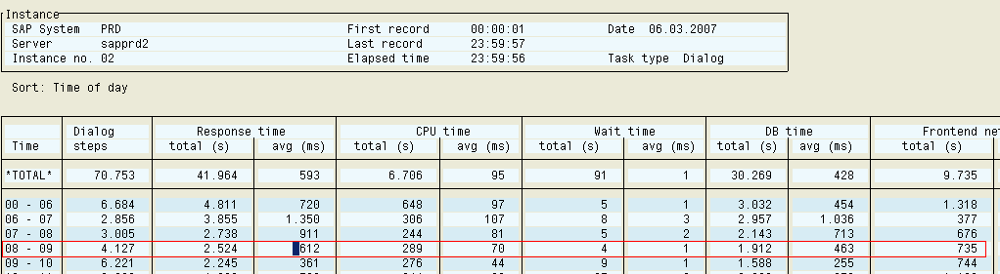 Instance
SAP System PRD First record 00:00:01 Date 06.03.2007
Server sapprd2 Last record 23:59:57
Instance no. 02 Elapsed time 23:59:56 Task type Dialog
Sort: Time of day
Dialog Response time CPU time Wait time DB time Frontend net
Time steps total (s) avg (ms) total (s) avg (ms) total (s) avg (ms) total (s) avg (ms) total (s)
*TOTAL* 70.753 41.964 593 6.706 95 91 1 30.269 428 9.735
00 - 06 6.684 4.811 720 648 97 5 1 3.032 454 1.318
06 - 07 2.856 3.855 1.350 306 107 8 3 2.957 1.036 377
07 - 08 3.005 2.738 911 244 81 5 2 2.143 713 676
08 - 09 4.127 2.524 612 289 70 4 1 1.912 463 735
09 - 10 6.221 2.245 361 276 44 9 1 1.588 255 744